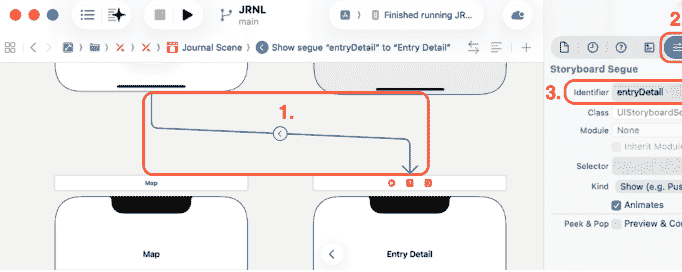 JRNL
main
Finished running JR...
Journal Scene
Show segue "entryDetail" to "Entry Detail"
2
Storyboard Segue
1.
3.
Identifier entryDetail
Class UIStoryboardSe
Module None
Inherit Module
Selector
Map
Kind Show (e.g. Pus
Animates
Peek & Pop Preview & Co
Map
Entry Detail